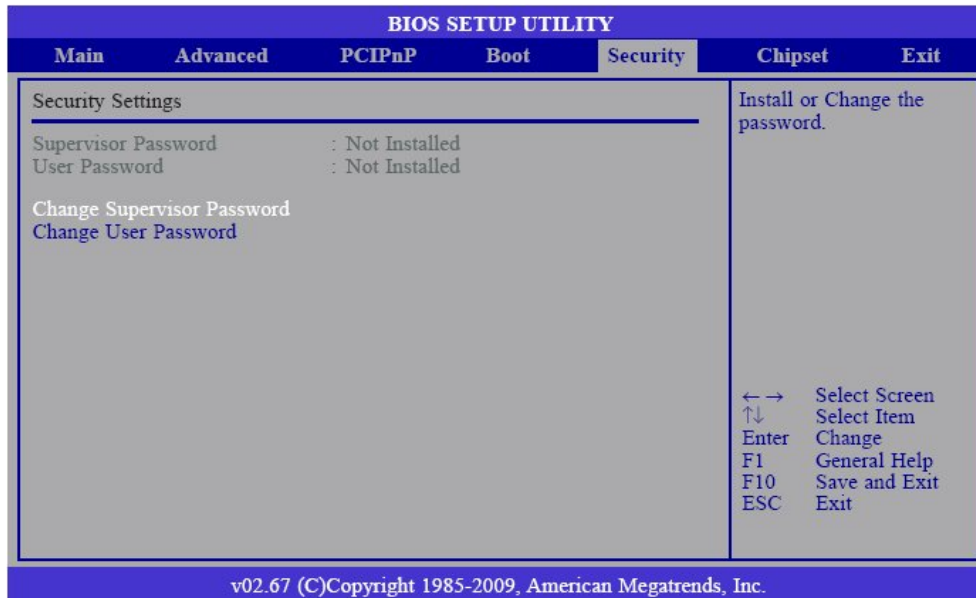 BIOS SETUP UTILITY
Main Advanced PCIPnP Boot Security Chipset Exit
Security Settings
Supervisor Password : Not Installed
User Password : Not Installed
Change Supervisor Password
Change User Password
Install or Change the
password.
←→ Select Screen
↑↓ Select Item
Enter Change
F1 General Help
F10 Save and Exit
ESC Exit
v02.67 (C)Copyright 1985-2009, American Megatrends, Inc.